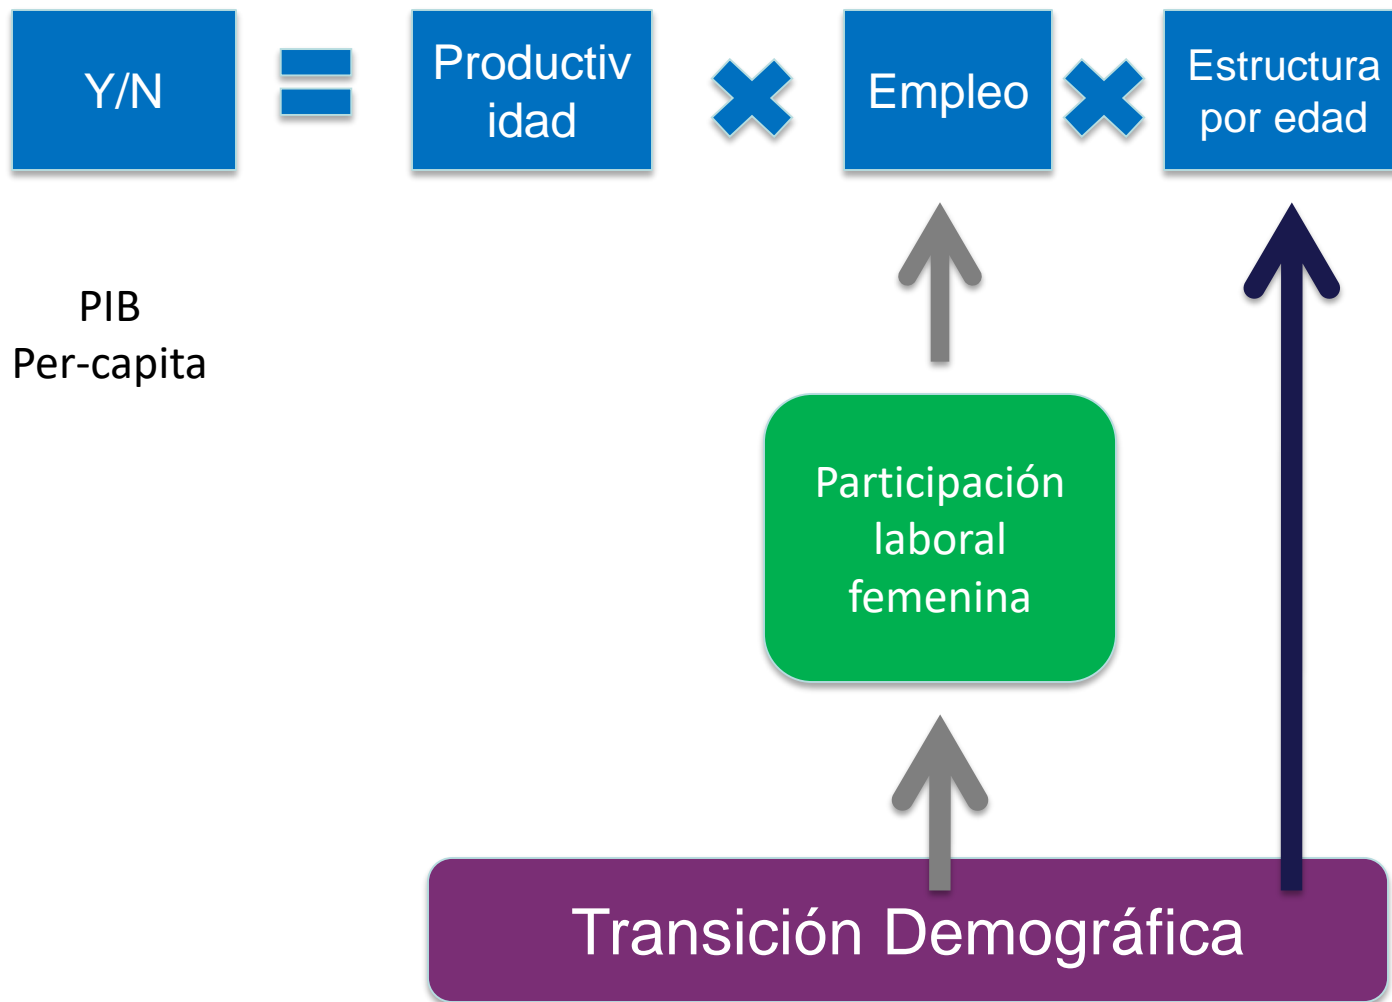 Y/N
Productiv
idad
Empleo
Estructura
por edad
PIB
Per-capita
Participación
laboral
femenina
Transición Demográfica